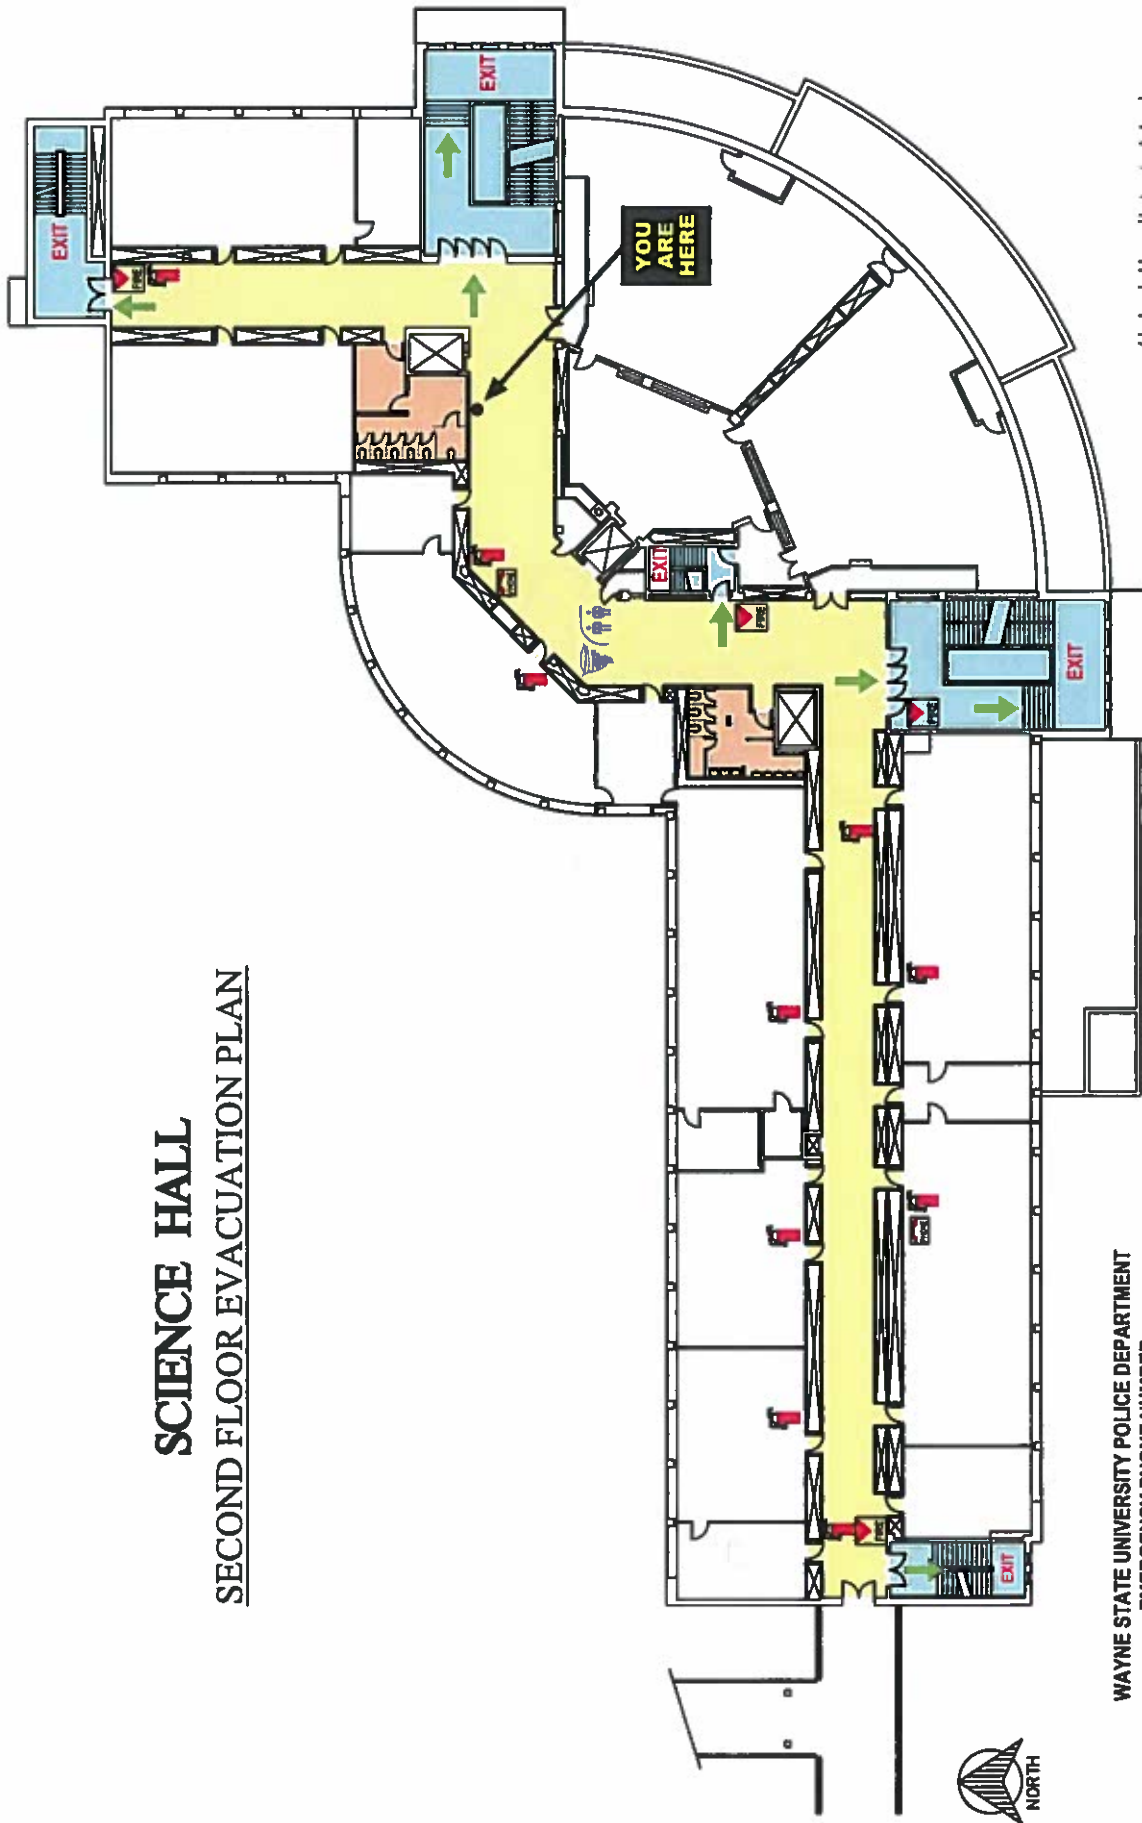 SCIENCE HALL
SECOND FLOOR EVACUATION PLAN
EXIT
EXIT
FIRE
YOU
ARE
HERE
EXIT
FIRE
FIRE
EXIT
FIRE
EXIT
NORTH
WAYNE STATE UNIVERSITY POLICE DEPARTMENT